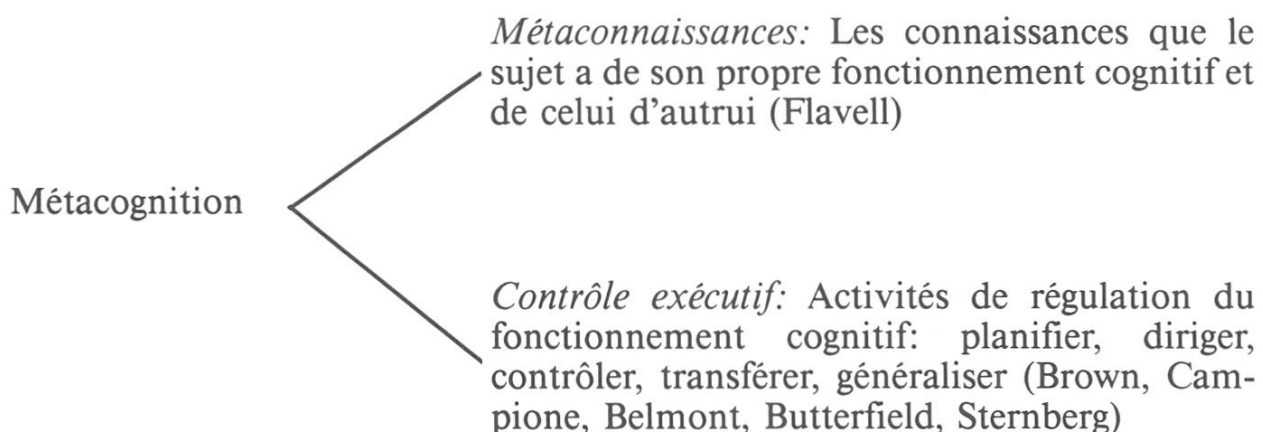 Métaconnaissances: Les connaissances que le
sujet a de son propre fonctionnement cognitif et
de celui d'autrui (Flavell)
Métacognition
Contrôle exécutif: Activités de régulation du
fonctionnement cognitif: planifier, diriger,
contrôler, transférer, généraliser (Brown, Cam-
pione, Belmont, Butterfield, Sternberg)